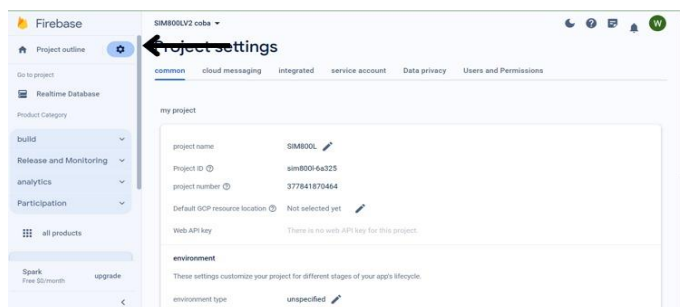 Firebase
SIM800LV2 coba
W
Project outline
Project settings
Go to project
common cloud messaging integrated service account Data privacy Users and Permissions
Realtime Database
Product Category
my project
build
project name SIM800L
Release and Monitoring
Project ID sim800l-6a325
analytics
project number 377841870464
Participation
Default GCP resource location Not selected yet
all products
Web API key There is no web API key for this project
environment
Spark
Free $0/month
upgrade
These settings customize your project for different stages of your app's lifecycle.
environment type unspecified